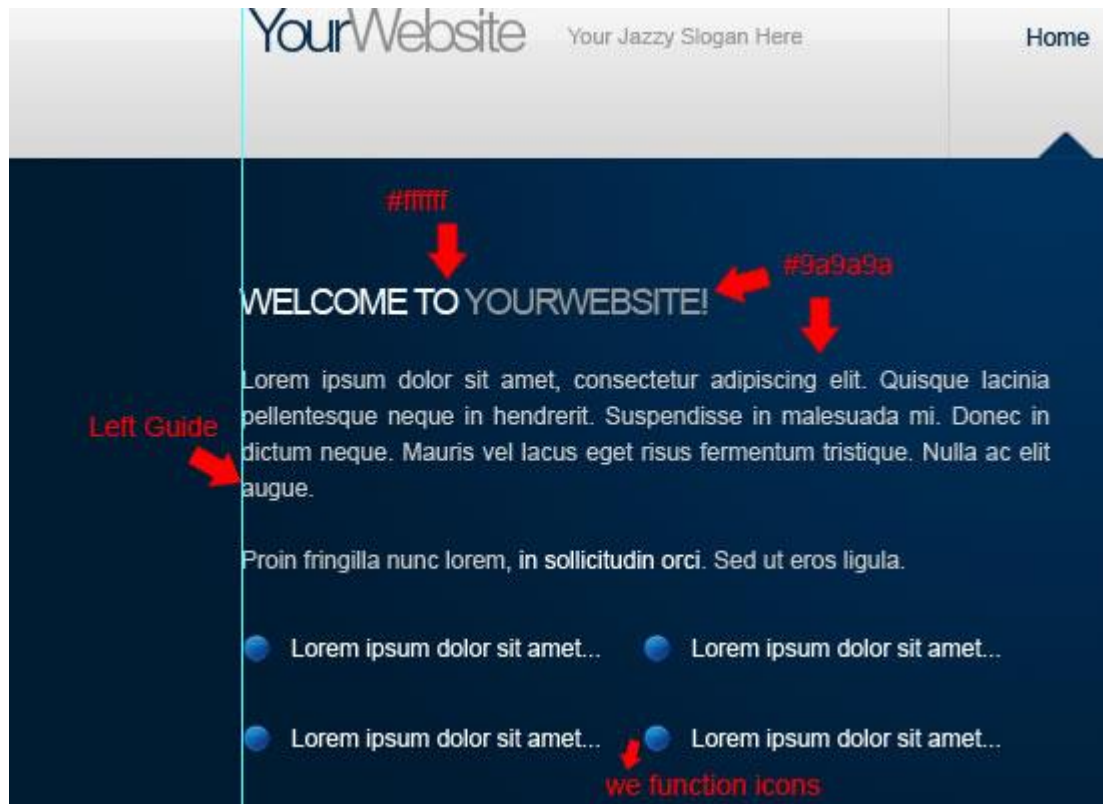 YourWebsite Your Jazzy Slogan Here Home
#ffffff
#9a9a9a
WELCOME TO YOURWEBSITE!
Lorem ipsum dolor sit amet, consectetur adipiscing elit. Quisque lacinia
pellentesque neque in hendrerit. Suspendisse in malesuada mi. Donec in
Left Guide
dictum neque. Mauris vel lacus eget risus fermentum tristique. Nulla ac elit
augue.
Proin fringilla nunc lorem, in sollicitudin orci. Sed ut eros ligula.
Lorem ipsum dolor sit amet... Lorem ipsum dolor sit amet...
Lorem ipsum dolor sit amet... Lorem ipsum dolor sit amet...
we function icons